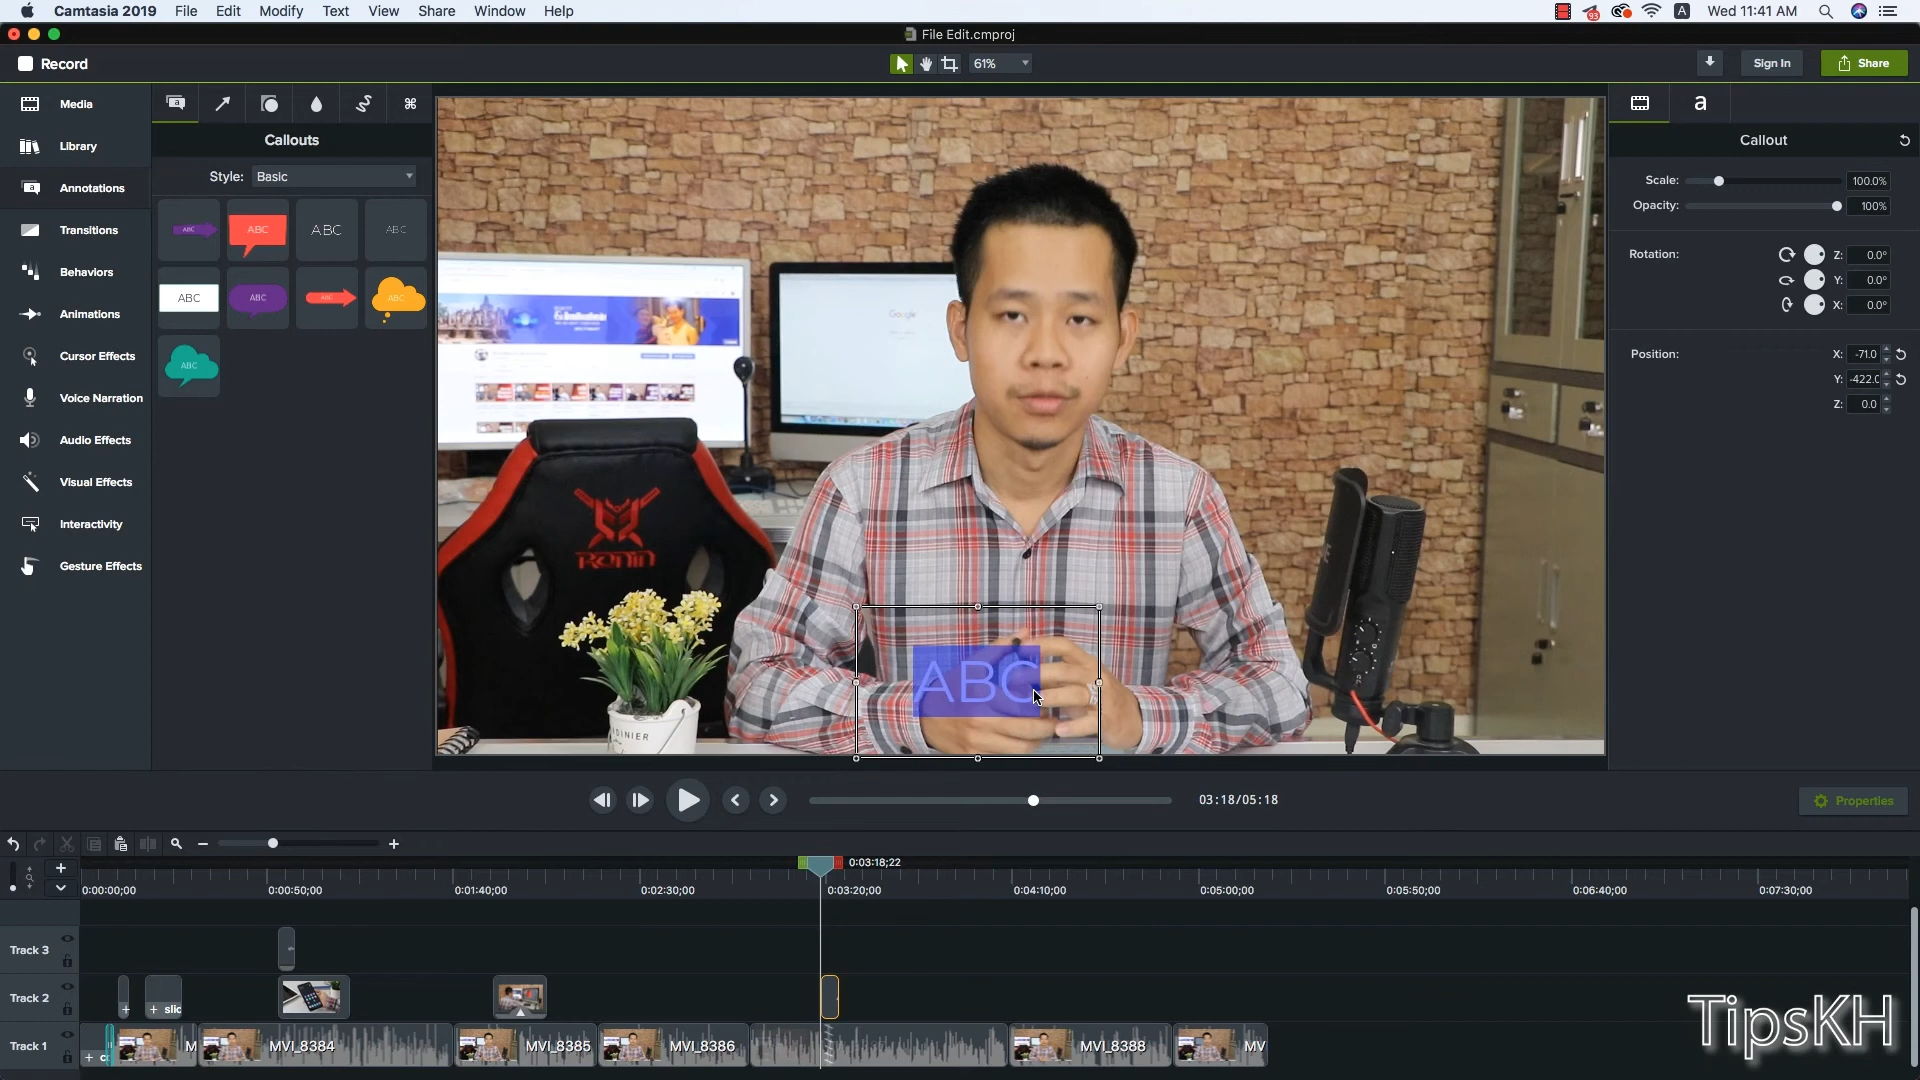 Camtasia 2019 File Edit Modify Text View Share Window Help
93
A
Wed 11:41 AM
File Edit.cmproj
Record
61%
Sign In
Share
Media
Library
Annotations
Transitions
Behaviors
Animations
Cursor Effects
Voice Narration
Audio Effects
Visual Effects
Interactivity
Gesture Effects
a
Callouts
Style: Basic
ABC ABC ABC ABC
ABC ABC ABC ABC
ABC
Google
RONIN
ABC
a
Callout
Scale: 100.0%
Opacity: 100%
Rotation: Z: 0.0°
Y: 0.0°
X: 0.0°
Position: X: -71.0
Y: -422.0
Z: 0.0
03:18/05:18
Properties
0:03:18;22
0:00:00;00 0:00:50;00 0:01:40;00 0:02:30;00 0:03:20;00 0:04:10;00 0:05:00;00 0:05:50;00 0:06:40;00 0:07:30;00
Track 3
Track 2
+ + slic
Track 1
+ co M MVI_8384 MVI_8385 MVI_8386 MVI_8388 MV
TipsKH